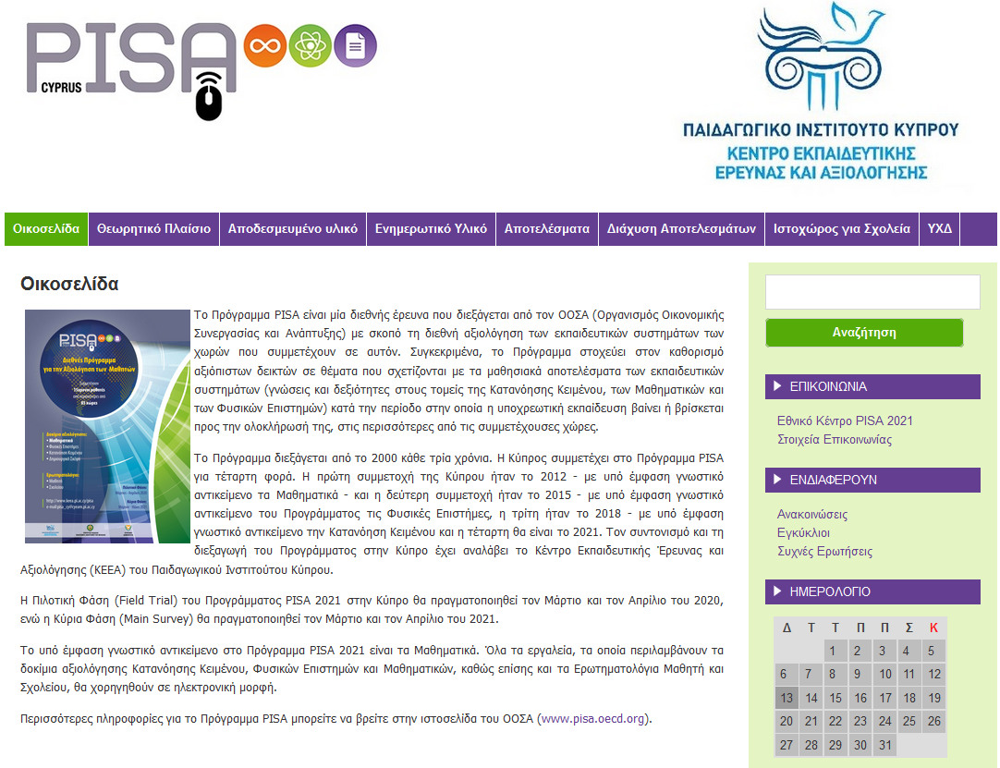 PISA
CYPRUS
ΠΑΙΔΑΓΩΓΙΚΟ ΙΝΣΤΙΤΟΥΤΟ ΚΥΠΡΟΥ
ΚΕΝΤΡΟ ΕΚΠΑΙΔΕΥΤΙΚΗΣ
ΕΡΕΥΝΑΣ ΚΑΙ ΑΞΙΟΛΟΓΗΣΗΣ
Οικοσελίδα Θεωρητικό Πλαίσιο Αποδεσμευμένο υλικό Ενημερωτικό Υλικό Αποτελέσματα Διάχυση Αποτελεσμάτων Ιστοχώρος για Σχολεία ΥΧΔ
Οικοσελίδα
PISA
Διεθνές Πρόγραμμα
για την Αξιολόγηση των Μαθητών
Το Πρόγραμμα PISA είναι μία διεθνής έρευνα που διεξάγεται από τον ΟΟΣΑ (Οργανισμός Οικονομικής
Συνεργασίας και Ανάπτυξης) με σκοπό τη διεθνή αξιολόγηση των εκπαιδευτικών συστημάτων των
χωρών που συμμετέχουν σε αυτόν. Συγκεκριμένα, το Πρόγραμμα στοχεύει στον καθορισμό
αξιόπιστων δεικτών σε θέματα που σχετίζονται με τα μαθησιακά αποτελέσματα των εκπαιδευτικών
συστημάτων (γνώσεις και δεξιότητες στους τομείς της Κατανόησης Κειμένου, των Μαθηματικών και
των Φυσικών Επιστημών) κατά την περίοδο στην οποία η υποχρεωτική εκπαίδευση βαίνει ή βρίσκεται
προς την ολοκλήρωσή της, στις περισσότερες από τις συμμετέχουσες χώρες.
Το Πρόγραμμα διεξάγεται από το 2000 κάθε τρία χρόνια. Η Κύπρος συμμετέχει στο Πρόγραμμα PISA
για τέταρτη φορά. Η πρώτη συμμετοχή της Κύπρου ήταν το 2012 - με υπό έμφαση γνωστικό
αντικείμενο τα Μαθηματικά - και η δεύτερη συμμετοχή ήταν το 2015 - με υπό έμφαση γνωστικό
αντικείμενο του Προγράμματος τις Φυσικές Επιστήμες, η τρίτη ήταν το 2018 - με υπό έμφαση
γνωστικό αντικείμενο την Κατανόηση Κειμένου και η τέταρτη θα είναι το 2021. Τον συντονισμό και τη
διεξαγωγή του Προγράμματος στην Κύπρο έχει αναλάβει το Κέντρο Εκπαιδευτικής Έρευνας και
Αξιολόγησης (ΚΕΕΑ) του Παιδαγωγικού Ινστιτούτου Κύπρου.
Η Πιλοτική Φάση (Field Trial) του Προγράμματος PISA 2021 στην Κύπρο θα πραγματοποιηθεί τον Μάρτιο και τον Απρίλιο του 2020,
ενώ η Κύρια Φάση (Main Survey) θα πραγματοποιηθεί τον Μάρτιο και τον Απρίλιο του 2021.
Το υπό έμφαση γνωστικό αντικείμενο στο Πρόγραμμα PISA 2021 είναι τα Μαθηματικά. Όλα τα εργαλεία, τα οποία περιλαμβάνουν τα
δοκίμια αξιολόγησης Κατανόησης Κειμένου, Φυσικών Επιστημών και Μαθηματικών, καθώς επίσης και τα Ερωτηματολόγια Μαθητή και
Σχολείου, θα χορηγηθούν σε ηλεκτρονική μορφή.
Περισσότερες πληροφορίες για το Πρόγραμμα PISA μπορείτε να βρείτε στην ιστοσελίδα του ΟΟΣΑ (www.pisa.oecd.org).
Αναζήτηση
ΕΠΙΚΟΙΝΩΝΙΑ
Εθνικό Κέντρο PISA 2021
Στοιχεία Επικοινωνίας
ΕΝΔΙΑΦΕΡΟΥΝ
Ανακοινώσεις
Εγκύκλιοι
Συχνές Ερωτήσεις
ΗΜΕΡΟΛΟΓΙΟ
Δ Τ Τ Π Π Σ Κ
1 2 3 4 5
6 7 8 9 10 11 12
13 14 15 16 17 18 19
20 21 22 23 24 25 26
27 28 29 30 31